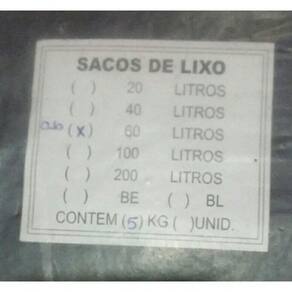 SACOS DE LIXO
( ) 20 LITROS
( ) 40 LITROS
(x) 60 LITROS
( ) 100 LITROS
( ) 200 LITROS
( ) BE ( ) BL
CONTEM (5) KG ( )UNID.